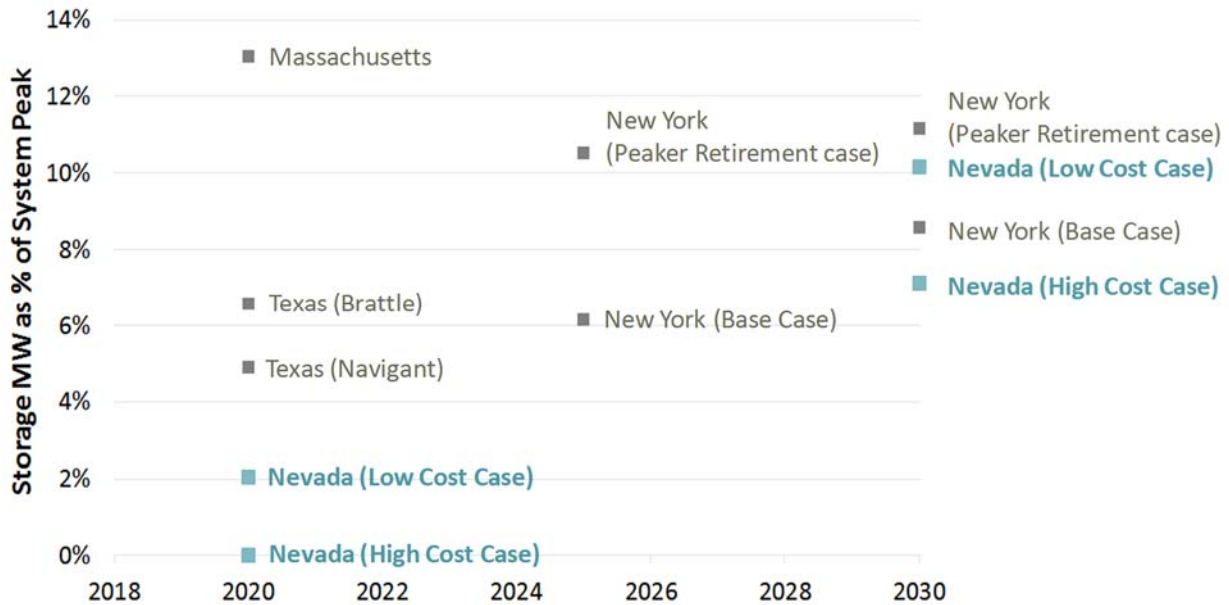 Storage MW as % of System Peak
14%
12%
10%
8%
6%
4%
2%
0%
2018
2020
2022
2024
2026
2028
2030
Massachusetts
Texas (Brattle)
Texas (Navigant)
Nevada (Low Cost Case)
Nevada (High Cost Case)
New York
(Peaker Retirement case)
New York (Base Case)
New York
(Peaker Retirement case)
Nevada (Low Cost Case)
New York (Base Case)
Nevada (High Cost Case)